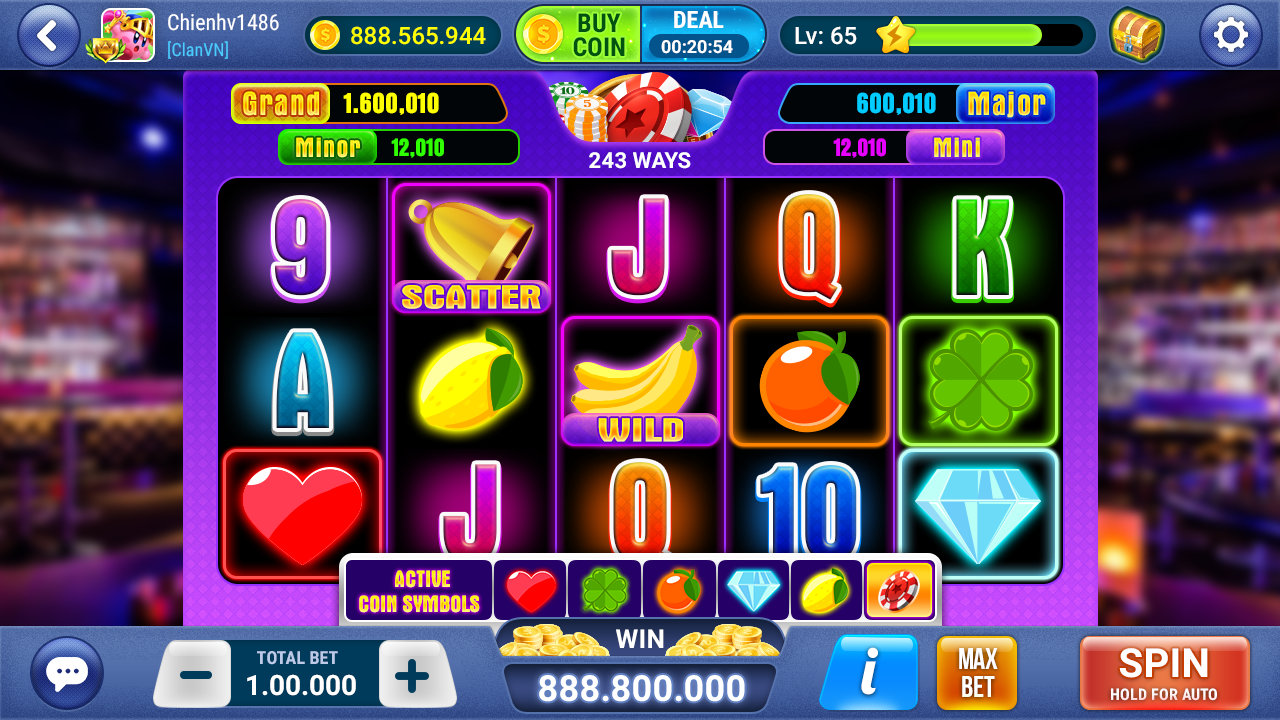 Chienhv1486
[ClanVN]
888.565.944
BUY
COIN
DEAL
00:20:54
Lv: 65
Grand 1.600,010
600,010 Major
Minor 12,010
12,010 Mini
10
5
243 WAYS
9
SCATTER
J
Q
K
A
WILD
J
Q
10
ACTIVE
COIN SYMBOLS
TOTAL BET
1.00.000
WIN
888.800.000
i
MAX
BET
SPIN
HOLD FOR AUTO